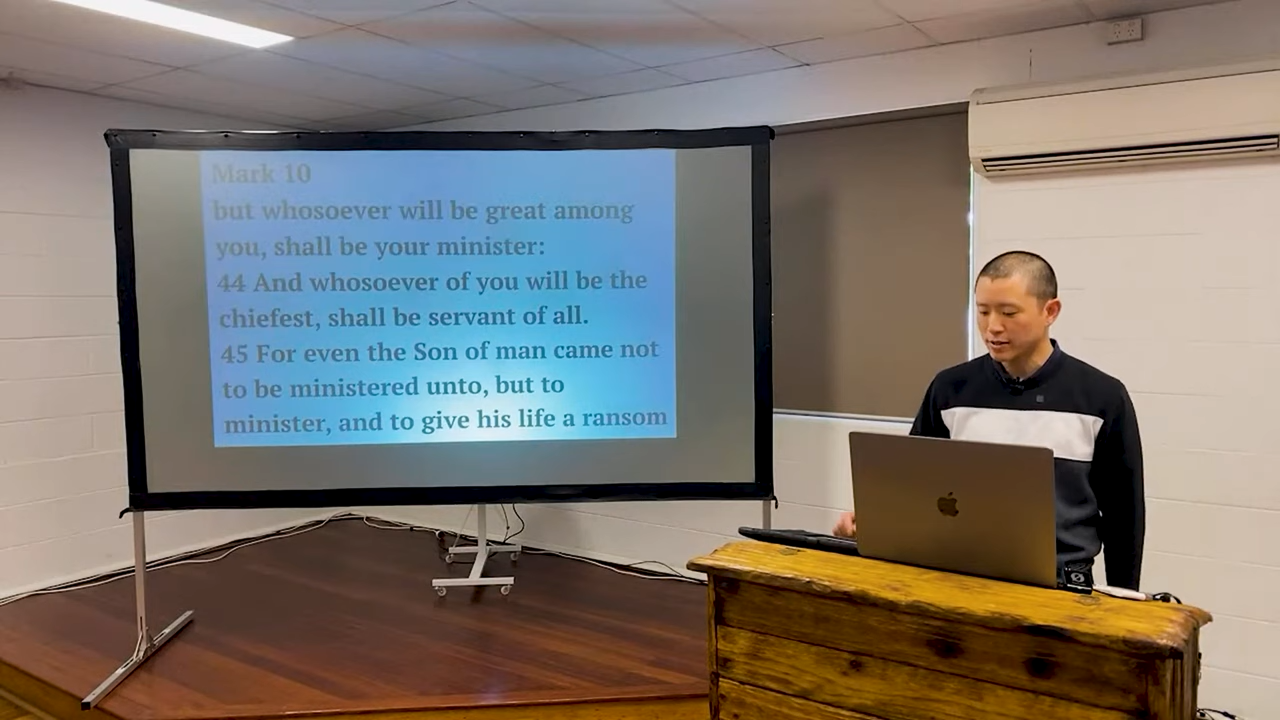 Mark 10
but whosoever will be great among
you, shall be your minister:
44 And whosoever of you will be the
chiefest, shall be servant of all.
45 For even the Son of man came not
to be ministered unto, but to
minister, and to give his life a ransom